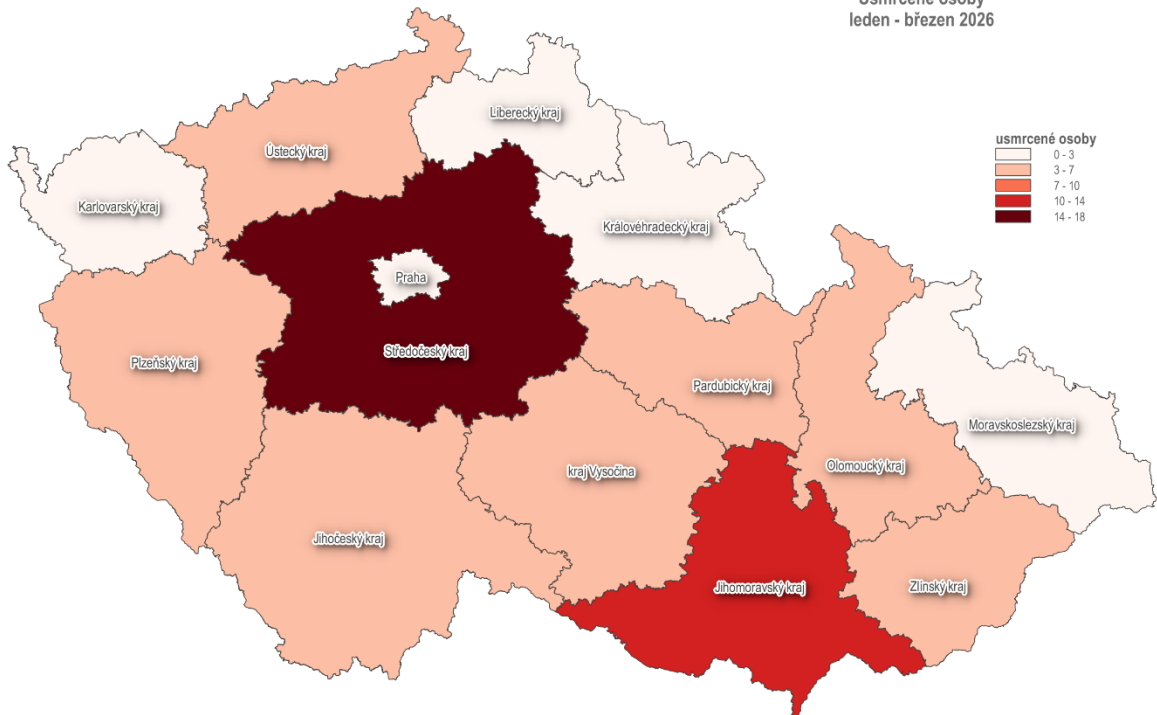 Usmrcené osoby
leden - březen 2026
Liberecký kraj
usmrcené osoby
0 - 3
3 - 7
7 - 10
10 - 14
14 - 18
Ústecký kraj
Karlovarský kraj
Královéhradecký kraj
Praha
Středočeský kraj
Plzeňský kraj
Pardubický kraj
Moravskoslezský kraj
kraj Vysočina
Olomoucký kraj
Jihočeský kraj
Jihomoravský kraj
Zlínský kraj